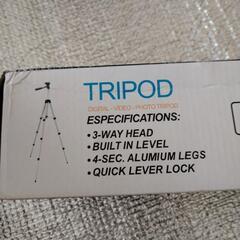 TRIPOD
DIGITAL - VIDEO - PHOTO TRIPOD
ESPECIFICATIONS:
• 3-WAY HEAD
• BUILT IN LEVEL
• 4-SEC. ALUMIUM LEGS
• QUICK LEVER LOCK